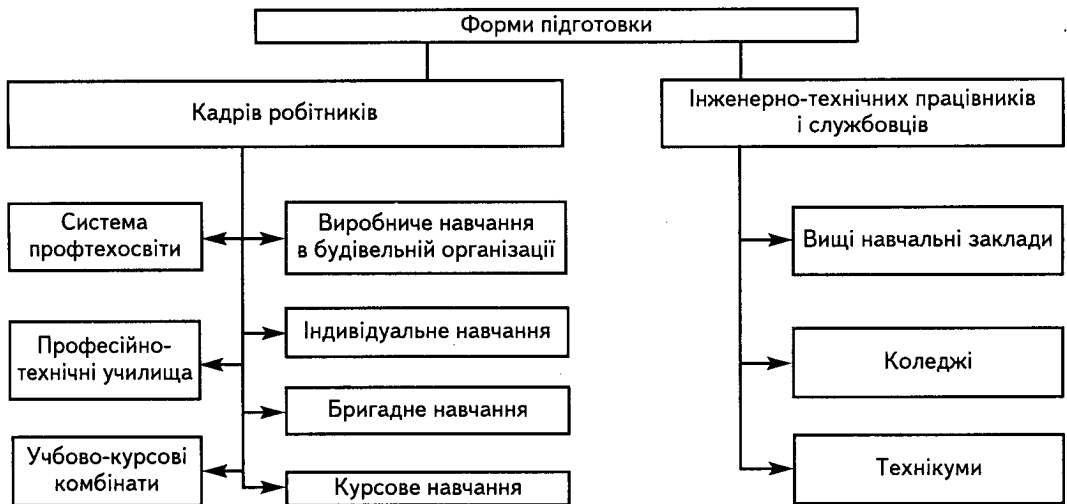 Форми підготовки
Кадрів робітників
Інженерно-технічних працівників
і службовців
Система
профтехосвіти
Виробниче навчання
в будівельній організації
Вищі навчальні заклади
Індивідуальне навчання
Професійно-
технічні училища
Коледжі
Бригадне навчання
Учбово-курсові
комбінати
Курсове навчання
Технікуми